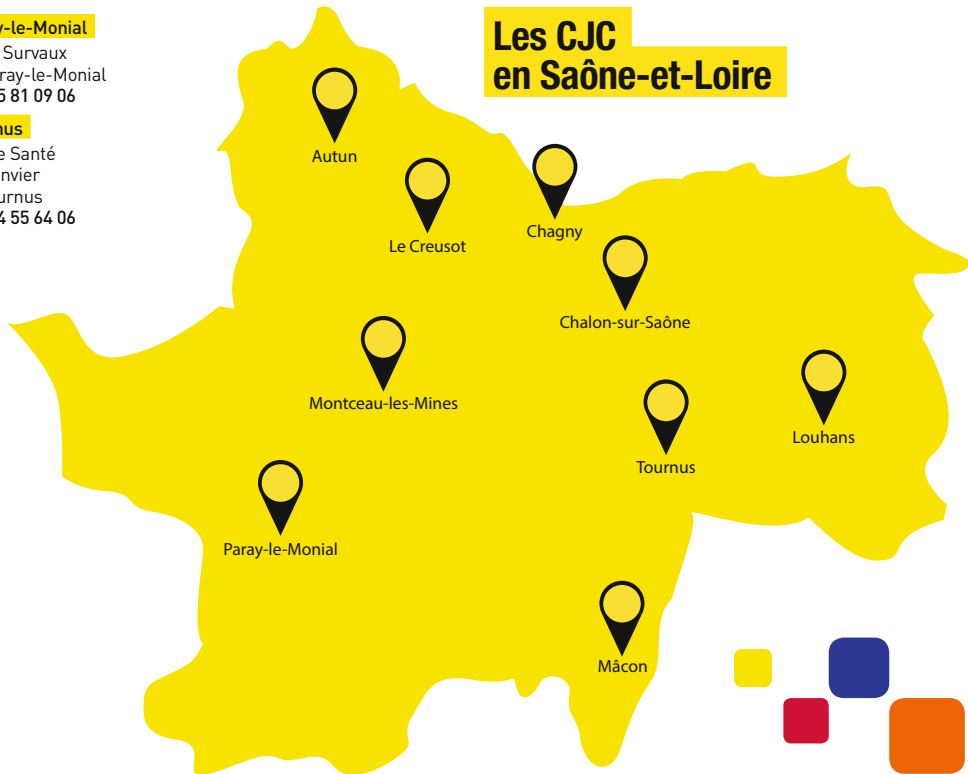 y-le-Monial
Survaux
ray-le-Monial
5 81 09 06
nus
e Santé
nvier
urnus
4 55 64 06
Les CJC
en Saône-et-Loire
Autun
Le Creusot
Chagny
Chalon-sur-Saône
Montceau-les-Mines
Louhans
Tournus
Paray-le-Monial
Mâcon